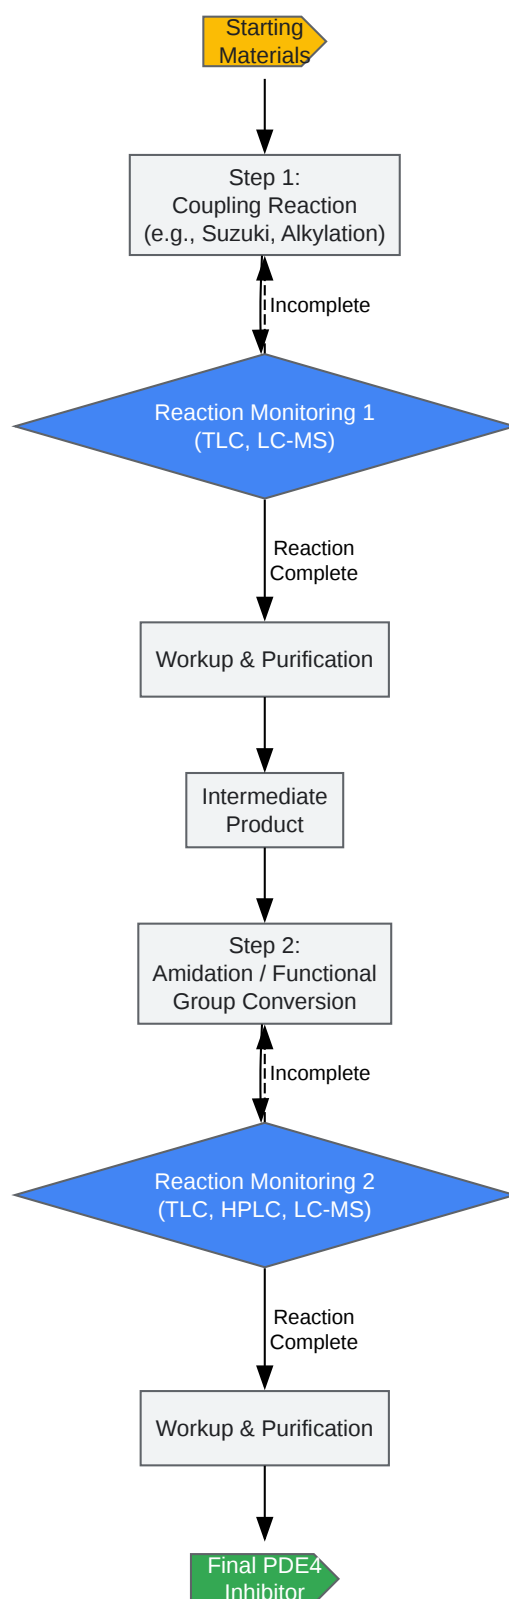 Starting
Materials
Step 1:
Coupling Reaction
(e.g., Suzuki, Alkylation)
Incomplete
Reaction Monitoring 1
(TLC, LC-MS)
Reaction
Complete
Workup & Purification
Intermediate
Product
Step 2:
Amidation / Functional
Group Conversion
Incomplete
Reaction Monitoring 2
(TLC, HPLC, LC-MS)
Reaction
Complete
Workup & Purification
Final PDE4
Inhibitor